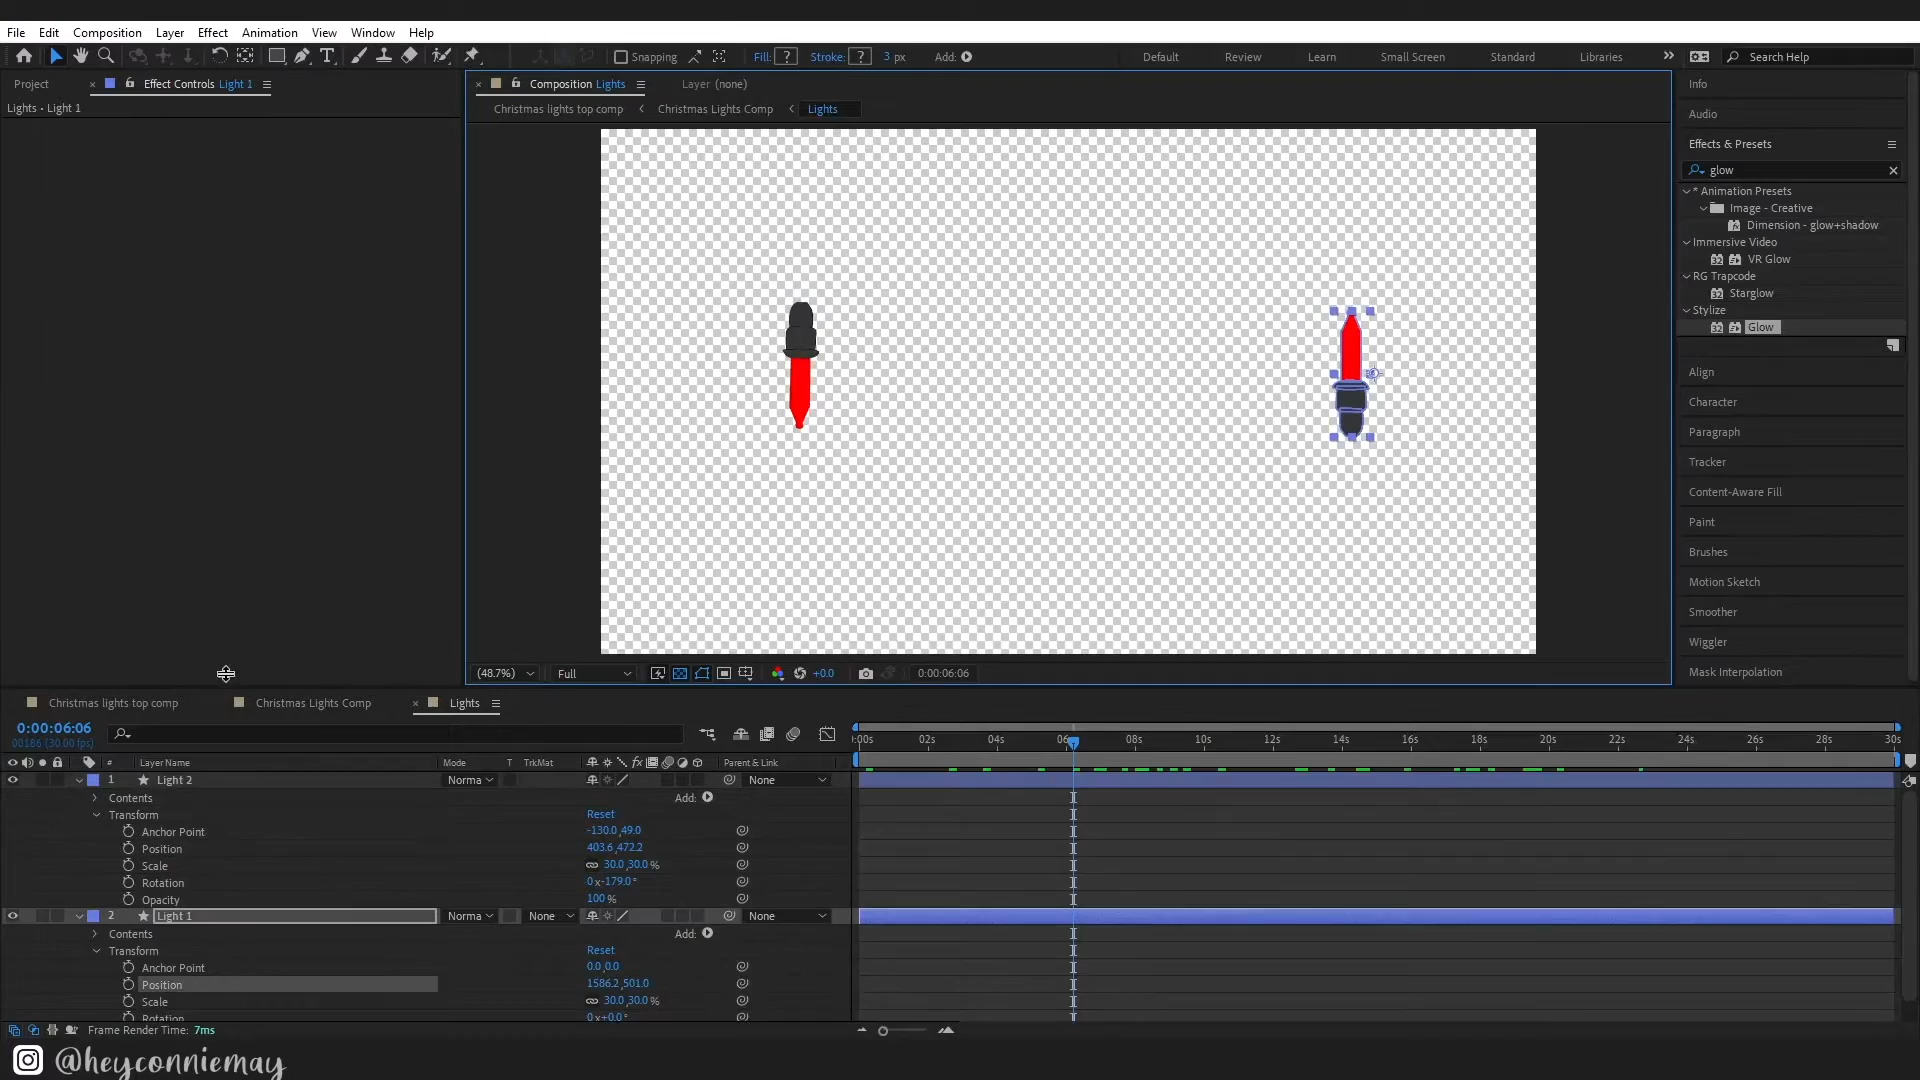 File Edit Composition Layer Effect Animation View Window Help
Snapping Fill: ? Stroke: ? 3 px Add: Default Review Learn Small Screen Standard Libraries Search Help
Project Effect Controls Light 1
Lights • Light 1
Composition Lights Layer (none)
Christmas lights top comp Christmas Lights Comp Lights
Info
Audio
Effects & Presets
glow
* Animation Presets
Image - Creative
Dimension - glow+shadow
Immersive Video
VR Glow
RG Trapcode
Starglow
Stylize
Glow
Align
Character
Paragraph
Tracker
Content-Aware Fill
Paint
Brushes
Motion Sketch
Smoother
Wiggler
Mask Interpolation
(48.7%) Full +0.0 0:00:06:06
Christmas lights top comp Christmas Lights Comp Lights
0:00:06:06
00186 (30.00 fps)
:00s 02s 04s 06 08s 10s 12s 14s 16s 18s 20s 22s 24s 26s 28s 30s
# Layer Name Mode T TrkMat fx Parent & Link
1 Light 2 Norma None
Contents Add:
Transform Reset
Anchor Point -130.0,49.0
Position 403.6,472.2
Scale 30.0,30.0 %
Rotation 0x-179.0°
Opacity 100 %
2 Light 1 Norma None None
Contents Add:
Transform Reset
Anchor Point 0.0,0.0
Position 1586.2,501.0
Scale 30.0,30.0 %
Rotation 0x+0.0°
Frame Render Time: 7ms
@heyconniemay